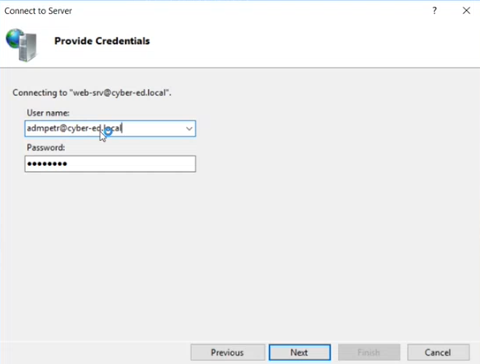 Connect to Server
?
Provide Credentials
Connecting to "web-srv@cyber-ed.local".
User name:
admpetr@cyber-ed.local
Password:
••••••••
Previous
Next
Finish
Cancel